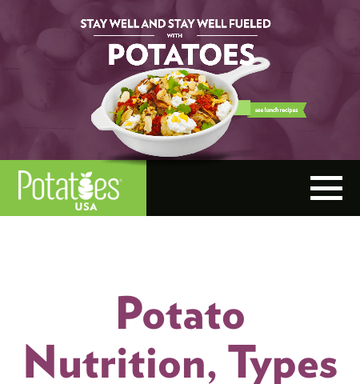 STAY WELL AND STAY WELL FUELED
WITH
POTATOES
see lunch recipes
Potatoes®
USA
Potato
Nutrition, Types